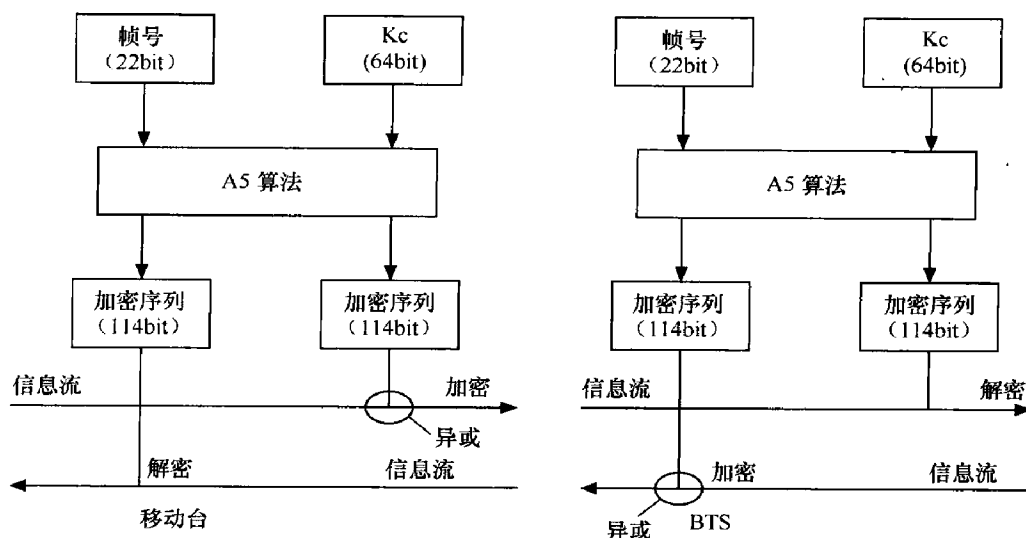 帧号
（22bit）
Kc
(64bit)
A5 算法
加密序列
（114bit）
加密序列
（114bit）
信息流
加密
异或
解密
信息流
移动台
帧号
（22bit）
Kc
(64bit)
A5 算法
加密序列
（114bit）
加密序列
（114bit）
信息流
解密
加密
信息流
异或
BTS